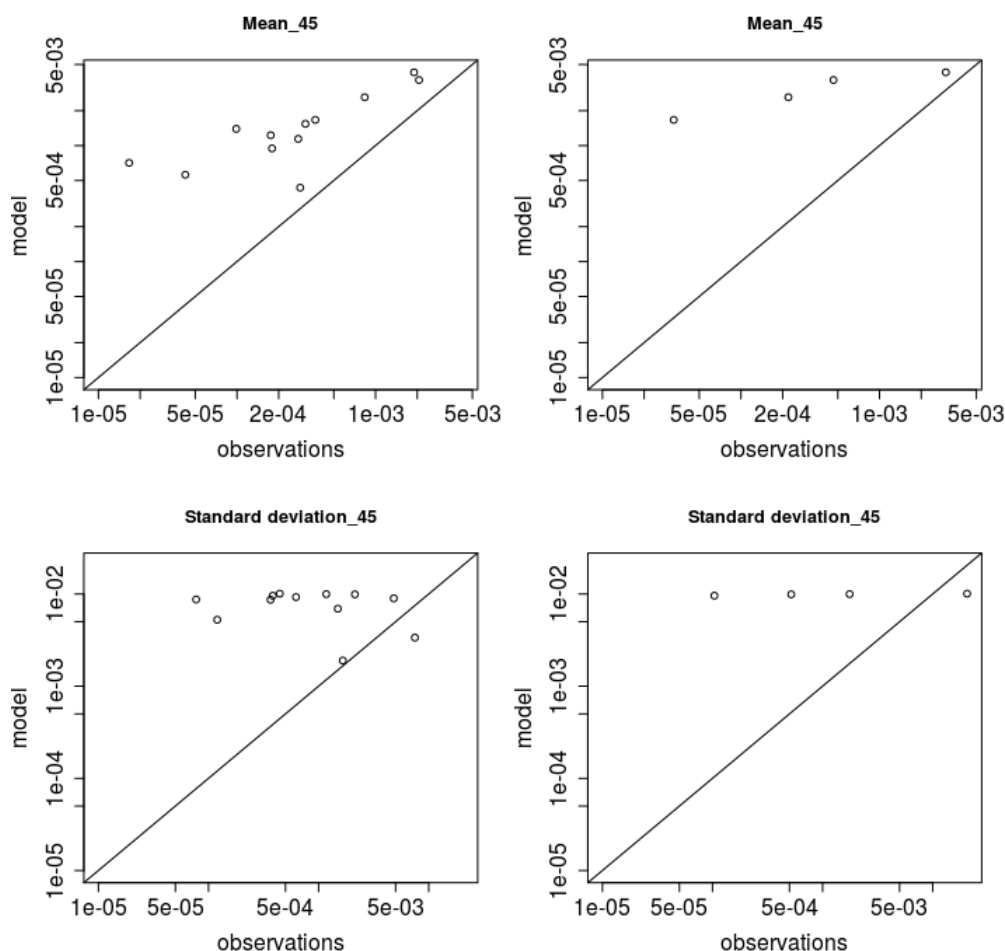 Mean_45
5e-03
5e-04
5e-05
1e-05
model
1e-05 5e-05 2e-04 1e-03 5e-03
observations
Mean_45
5e-03
5e-04
5e-05
1e-05
model
1e-05 5e-05 2e-04 1e-03 5e-03
observations
Standard deviation_45
1e-02
1e-03
1e-04
1e-05
model
1e-05 5e-05 5e-04 5e-03
observations
Standard deviation_45
1e-02
1e-03
1e-04
1e-05
model
1e-05 5e-05 5e-04 5e-03
observations